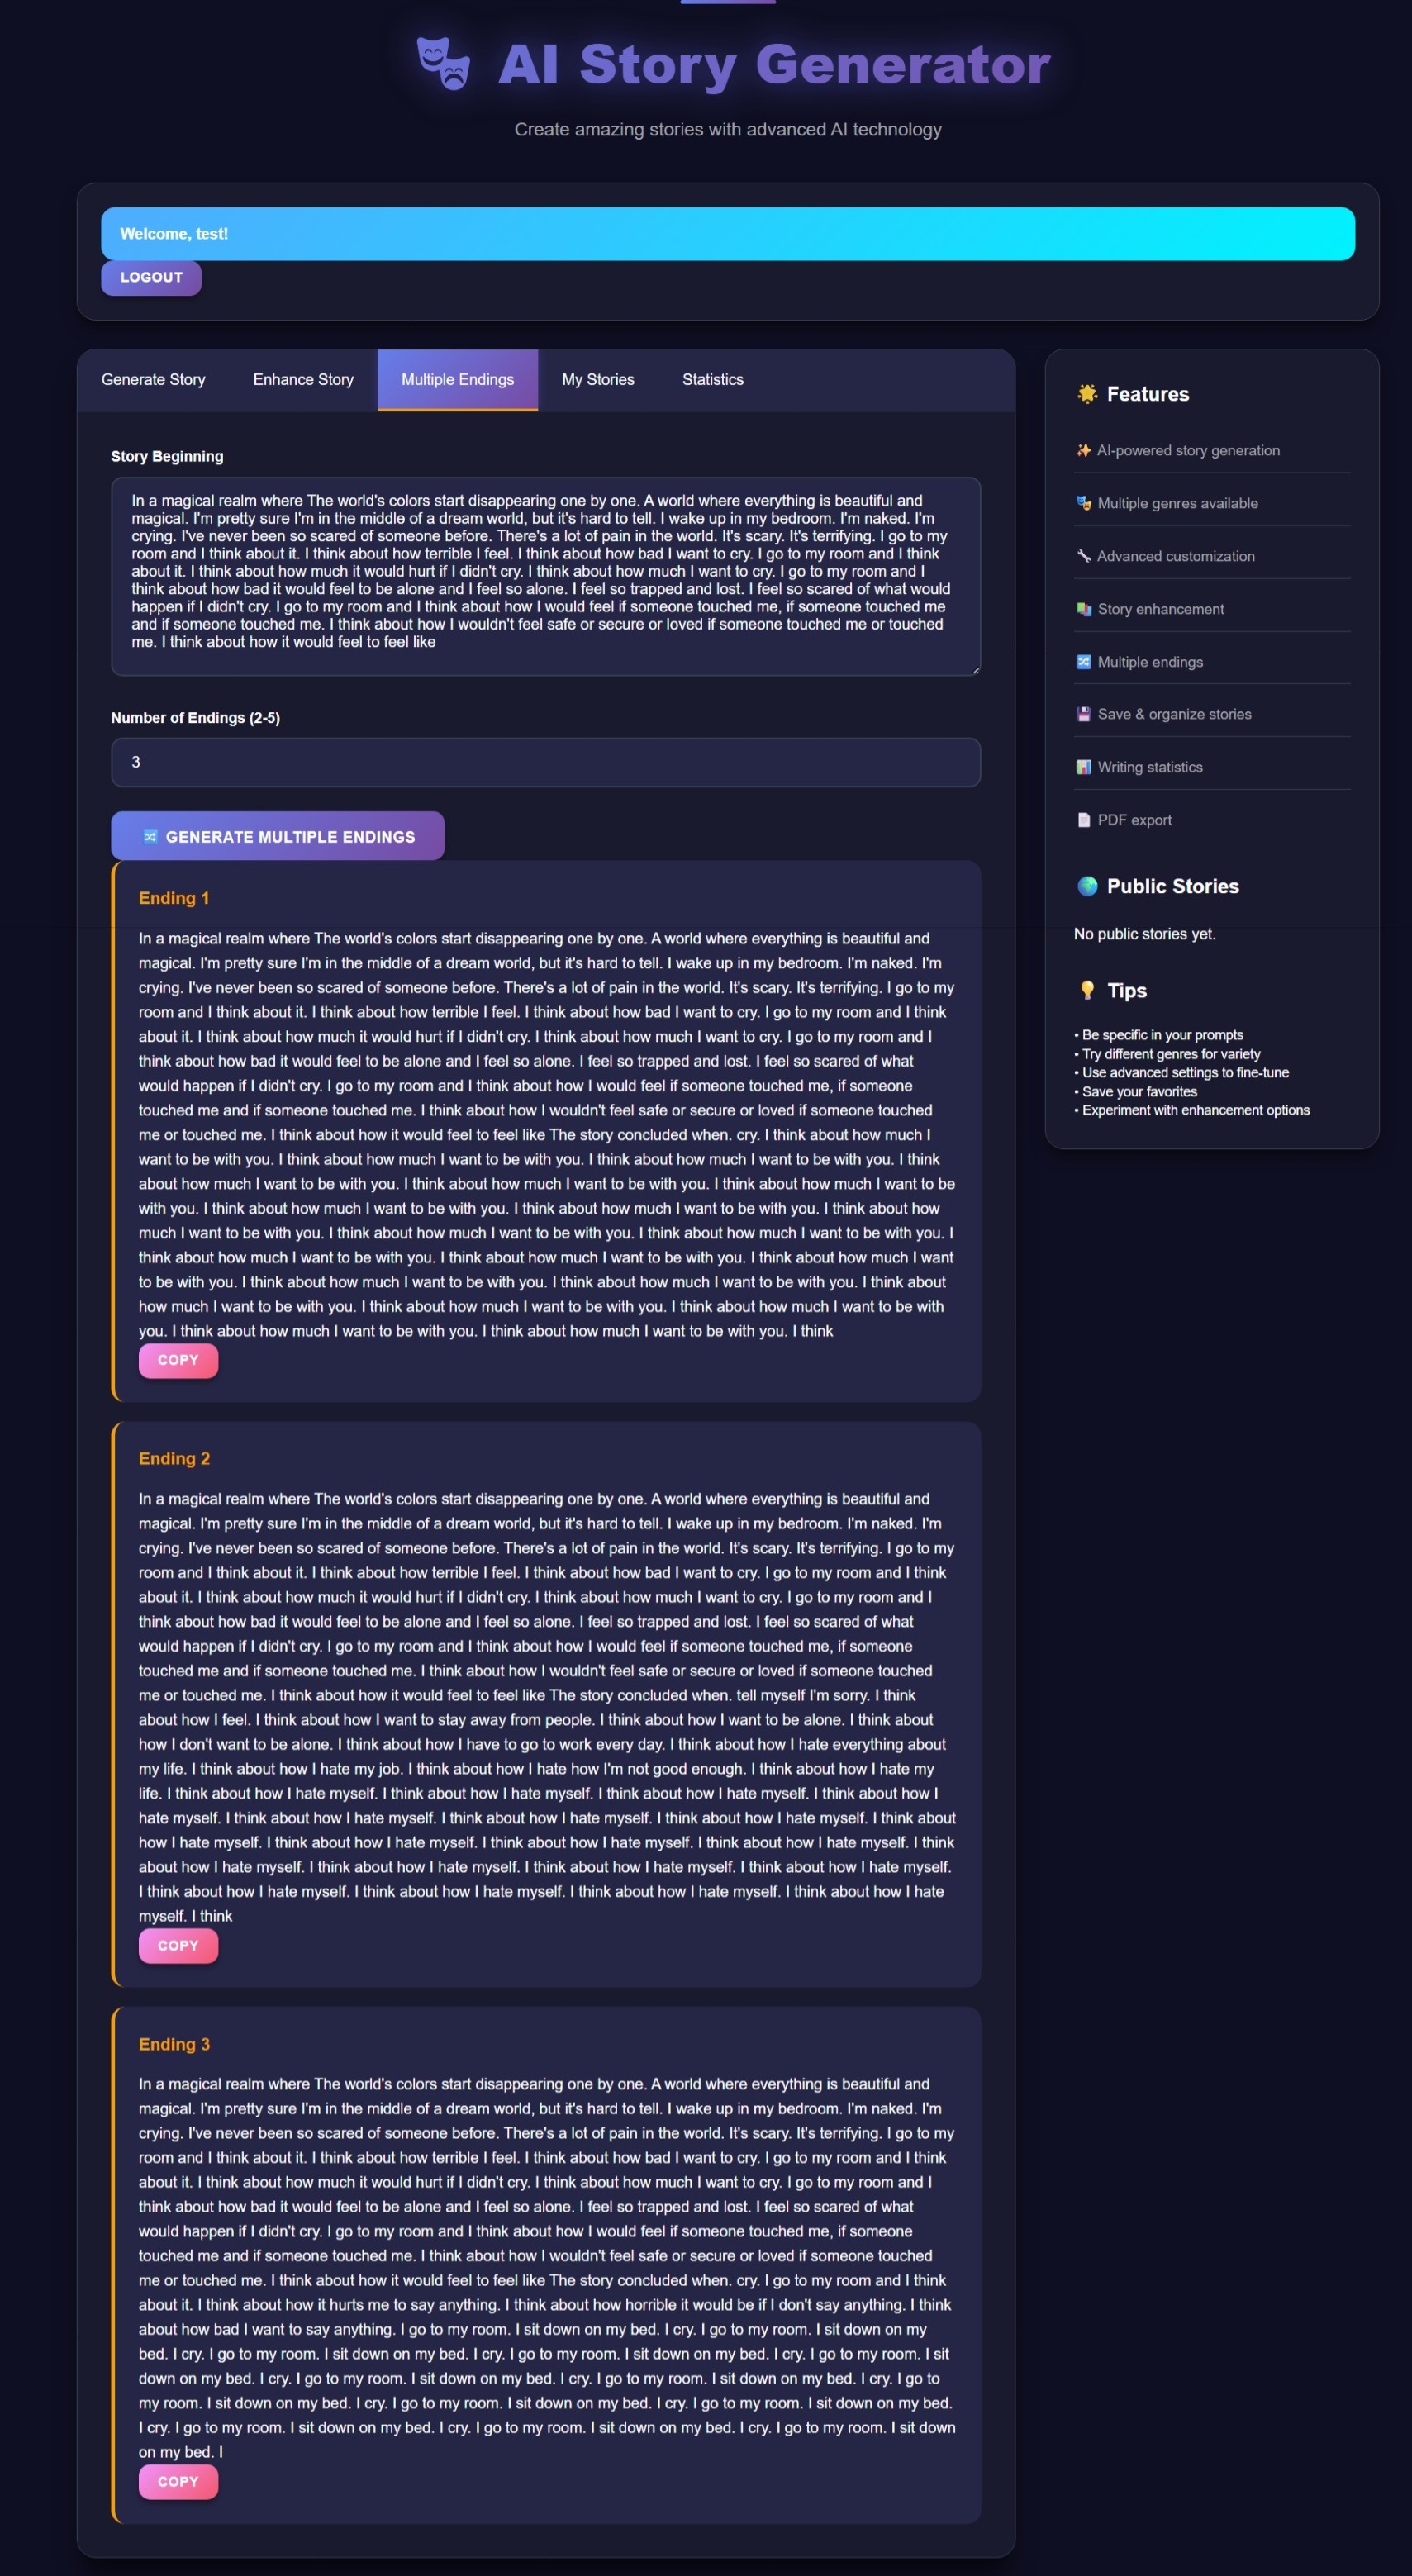 AI Story Generator
Create amazing stories with advanced AI technology
Welcome, test!
LOGOUT
Generate Story
Enhance Story
Multiple Endings
My Stories
Statistics
Story Beginning
In a magical realm where The world's colors start disappearing one by one. A world where everything is beautiful and
magical. I'm pretty sure I'm in the middle of a dream world, but it's hard to tell. I wake up in my bedroom. I'm naked. I'm
crying. I've never been so scared of someone before. There's a lot of pain in the world. It's scary. It's terrifying. I go to my
room and I think about it. I think about how terrible I feel. I think about how bad I want to cry. I go to my room and I think
about it. I think about how much it would hurt if I didn't cry. I think about how much I want to cry. I go to my room and I
think about how bad it would feel to be alone and I feel so alone. I feel so trapped and lost. I feel so scared of what would
happen if I didn't cry. I go to my room and I think about how I would feel if someone touched me, if someone touched me
and if someone touched me. I think about how I wouldn't feel safe or secure or loved if someone touched me or touched
me. I think about how it would feel to feel like
Number of Endings (2-5)
3
GENERATE MULTIPLE ENDINGS
Ending 1
In a magical realm where The world's colors start disappearing one by one. A world where everything is beautiful and
magical. I'm pretty sure I'm in the middle of a dream world, but it's hard to tell. I wake up in my bedroom. I'm naked. I'm
crying. I've never been so scared of someone before. There's a lot of pain in the world. It's scary. It's terrifying. I go to my
room and I think about it. I think about how terrible I feel. I think about how bad I want to cry. I go to my room and I think
about it. I think about how much it would hurt if I didn't cry. I think about how much I want to cry. I go to my room and I
think about how bad it would feel to be alone and I feel so alone. I feel so trapped and lost. I feel so scared of what
would happen if I didn't cry. I go to my room and I think about how I would feel if someone touched me, if someone
touched me and if someone touched me. I think about how I wouldn't feel safe or secure or loved if someone touched
me or touched me. I think about how it would feel to feel like The story concluded when. cry. I think about how much I
want to be with you. I think about how much I want to be with you. I think about how much I want to be with you. I think
about how much I want to be with you. I think about how much I want to be with you. I think about how much I want to be
with you. I think about how much I want to be with you. I think about how much I want to be with you. I think about how
much I want to be with you. I think about how much I want to be with you. I think about how much I want to be with you. I
think about how much I want to be with you. I think about how much I want to be with you. I think about how much I want
to be with you. I think about how much I want to be with you. I think about how much I want to be with you. I think about
how much I want to be with you. I think about how much I want to be with you. I think about how much I want to be with
you. I think about how much I want to be with you. I think about how much I want to be with you. I think
COPY
Ending 2
In a magical realm where The world's colors start disappearing one by one. A world where everything is beautiful and
magical. I'm pretty sure I'm in the middle of a dream world, but it's hard to tell. I wake up in my bedroom. I'm naked. I'm
crying. I've never been so scared of someone before. There's a lot of pain in the world. It's scary. It's terrifying. I go to my
room and I think about it. I think about how terrible I feel. I think about how bad I want to cry. I go to my room and I think
about it. I think about how much it would hurt if I didn't cry. I think about how much I want to cry. I go to my room and I
think about how bad it would feel to be alone and I feel so alone. I feel so trapped and lost. I feel so scared of what
would happen if I didn't cry. I go to my room and I think about how I would feel if someone touched me, if someone
touched me and if someone touched me. I think about how I wouldn't feel safe or secure or loved if someone touched
me or touched me. I think about how it would feel to feel like The story concluded when. tell myself I'm sorry. I think
about how I feel. I think about how I want to stay away from people. I think about how I want to be alone. I think about
how I don't want to be alone. I think about how I have to go to work every day. I think about how I hate everything about
my life. I think about how I hate my job. I think about how I hate how I'm not good enough. I think about how I hate my
life. I think about how I hate myself. I think about how I hate myself. I think about how I hate myself. I think about how I
hate myself. I think about how I hate myself. I think about how I hate myself. I think about how I hate myself. I think about
how I hate myself. I think about how I hate myself. I think about how I hate myself. I think about how I hate myself. I think
about how I hate myself. I think about how I hate myself. I think about how I hate myself. I think about how I hate myself.
I think about how I hate myself. I think about how I hate myself. I think about how I hate myself. I think about how I hate
myself. I think
COPY
Ending 3
In a magical realm where The world's colors start disappearing one by one. A world where everything is beautiful and
magical. I'm pretty sure I'm in the middle of a dream world, but it's hard to tell. I wake up in my bedroom. I'm naked. I'm
crying. I've never been so scared of someone before. There's a lot of pain in the world. It's scary. It's terrifying. I go to my
room and I think about it. I think about how terrible I feel. I think about how bad I want to cry. I go to my room and I think
about it. I think about how much it would hurt if I didn't cry. I think about how much I want to cry. I go to my room and I
think about how bad it would feel to be alone and I feel so alone. I feel so trapped and lost. I feel so scared of what
would happen if I didn't cry. I go to my room and I think about how I would feel if someone touched me, if someone
touched me and if someone touched me. I think about how I wouldn't feel safe or secure or loved if someone touched
me or touched me. I think about how it would feel to feel like The story concluded when. cry. I go to my room and I think
about it. I think about how it hurts me to say anything. I think about how horrible it would be if I don't say anything. I think
about how bad I want to say anything. I go to my room. I sit down on my bed. I cry. I go to my room. I sit down on my
bed. I cry. I go to my room. I sit down on my bed. I cry. I go to my room. I sit down on my bed. I cry. I go to my room. I sit
down on my bed. I cry. I go to my room. I sit down on my bed. I cry. I go to my room. I sit down on my bed. I cry. I go to
my room. I sit down on my bed. I cry. I go to my room. I sit down on my bed. I cry. I go to my room. I sit down on my bed.
I cry. I go to my room. I sit down on my bed. I cry. I go to my room. I sit down on my bed. I cry. I go to my room. I sit down
on my bed. I
COPY
Features
AI-powered story generation
Multiple genres available
Advanced customization
Story enhancement
Multiple endings
Save & organize stories
Writing statistics
PDF export
Public Stories
No public stories yet.
Tips
• Be specific in your prompts
• Try different genres for variety
• Use advanced settings to fine-tune
• Save your favorites
• Experiment with enhancement options